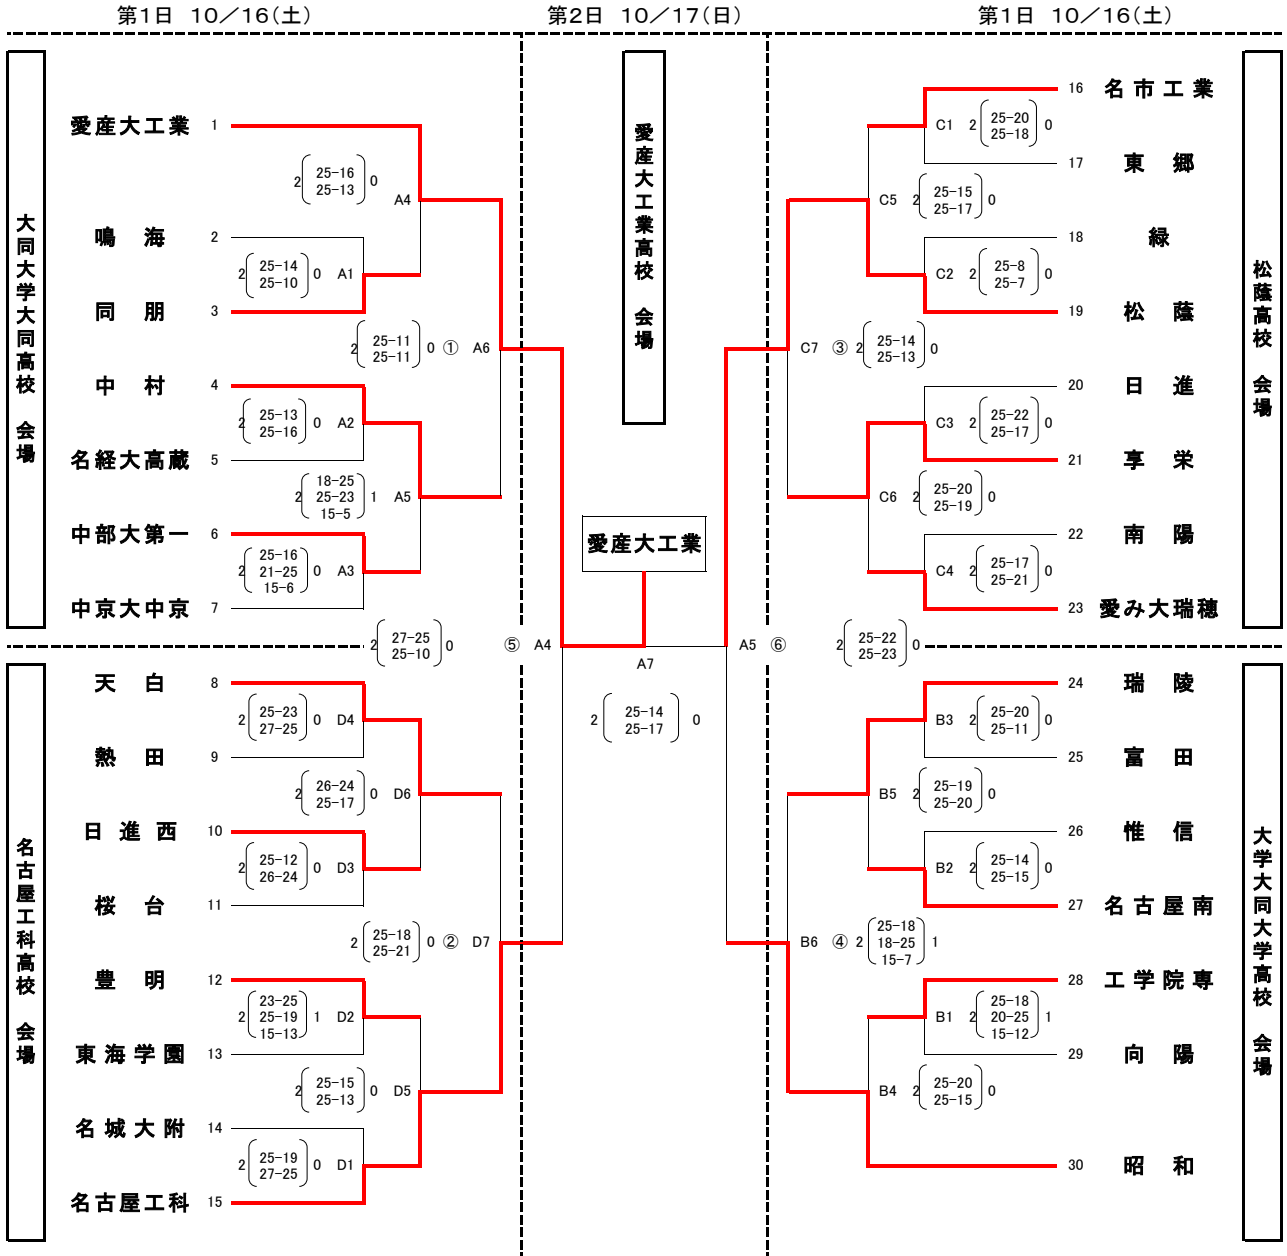 第1日 10／16(土)
第2日 10／17(日)
第1日 10／16(土)
大同大学大同高校 会場
愛産大工業 1
25-16
2 0
25-13
A4
鳴海 2
25-14
2 0 A1
25-10
同朋 3
25-11
2 0 ① A6
25-11
中村 4
25-13
2 0 A2
25-16
名経大高蔵 5
18-25
2 25-23 1 A5
15-5
中部大第一 6
25-16
2 21-25 0 A3
15-6
中京大中京 7
27-25
2 0 ⑤ A4
25-10
名古屋工科高校 会場
天白 8
25-23
2 0 D4
27-25
熱田 9
26-24
2 0 D6
25-17
日進西 10
25-12
2 0 D3
26-24
桜台 11
25-18
2 0 ② D7
25-21
豊明 12
23-25
2 25-19 1 D2
15-13
東海学園 13
25-15
2 0 D5
25-13
名城大附 14
25-19
2 0 D1
27-25
名古屋工科 15
愛産大工業高校 会場
愛産大工業
A7
25-14
2 0
25-17
松蔭高校 会場
16 名市工業
25-20
C1 2 0
25-18
17 東郷
25-15
C5 2 0
25-17
18 緑
25-8
C2 2 0
25-7
19 松蔭
25-14
C7 ③ 2 0
25-13
20 日進
25-22
C3 2 0
25-17
21 享栄
25-20
C6 2 0
25-19
22 南陽
25-17
C4 2 0
25-21
23 愛み大瑞穂
25-22
A5 ⑥ 2 0
25-23
大学大同大学高校 会場
24 瑞陵
25-20
B3 2 0
25-11
25 富田
25-19
B5 2 0
25-20
26 惟信
25-14
B2 2 0
25-15
27 名古屋南
25-18
B6 ④ 2 18-25 1
15-7
28 工学院専
25-18
B1 2 20-25 1
15-12
29 向陽
25-20
B4 2 0
25-15
30 昭和